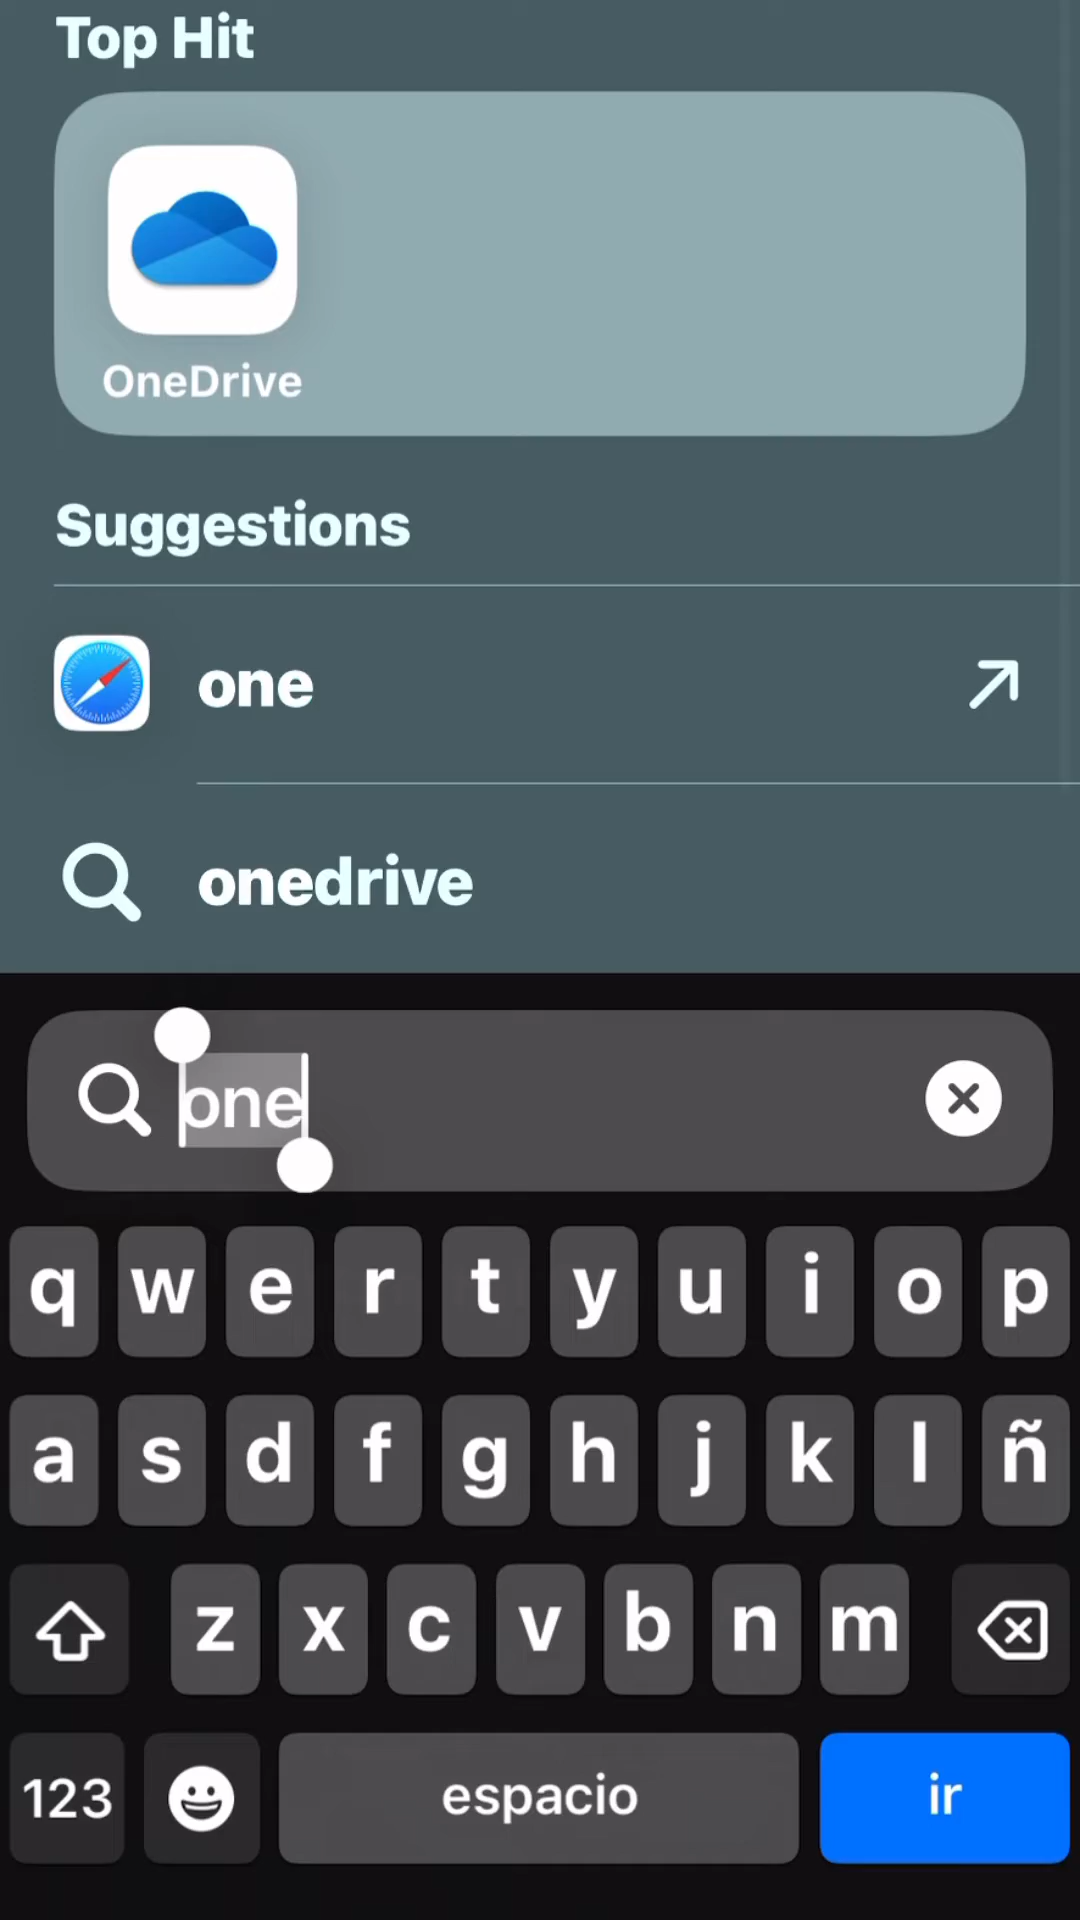 Top Hit
OneDrive
Suggestions
one
onedrive
one
q w e r t y u i o p
a s d f g h j k l ñ
z x c v b n m
123 espacio ir